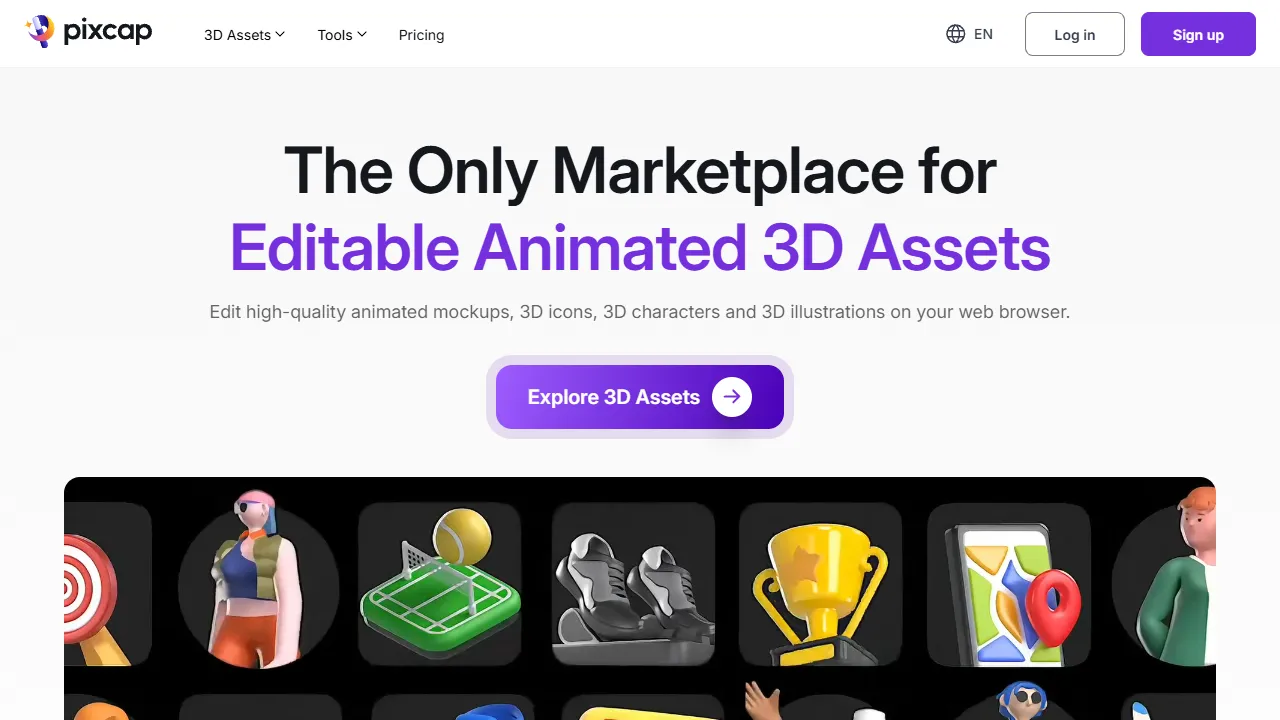 pixcap
3D Assets
Tools
Pricing
EN
Log in
Sign up
The Only Marketplace for
Editable Animated 3D Assets
Edit high-quality animated mockups, 3D icons, 3D characters and 3D illustrations on your web browser.
Explore 3D Assets